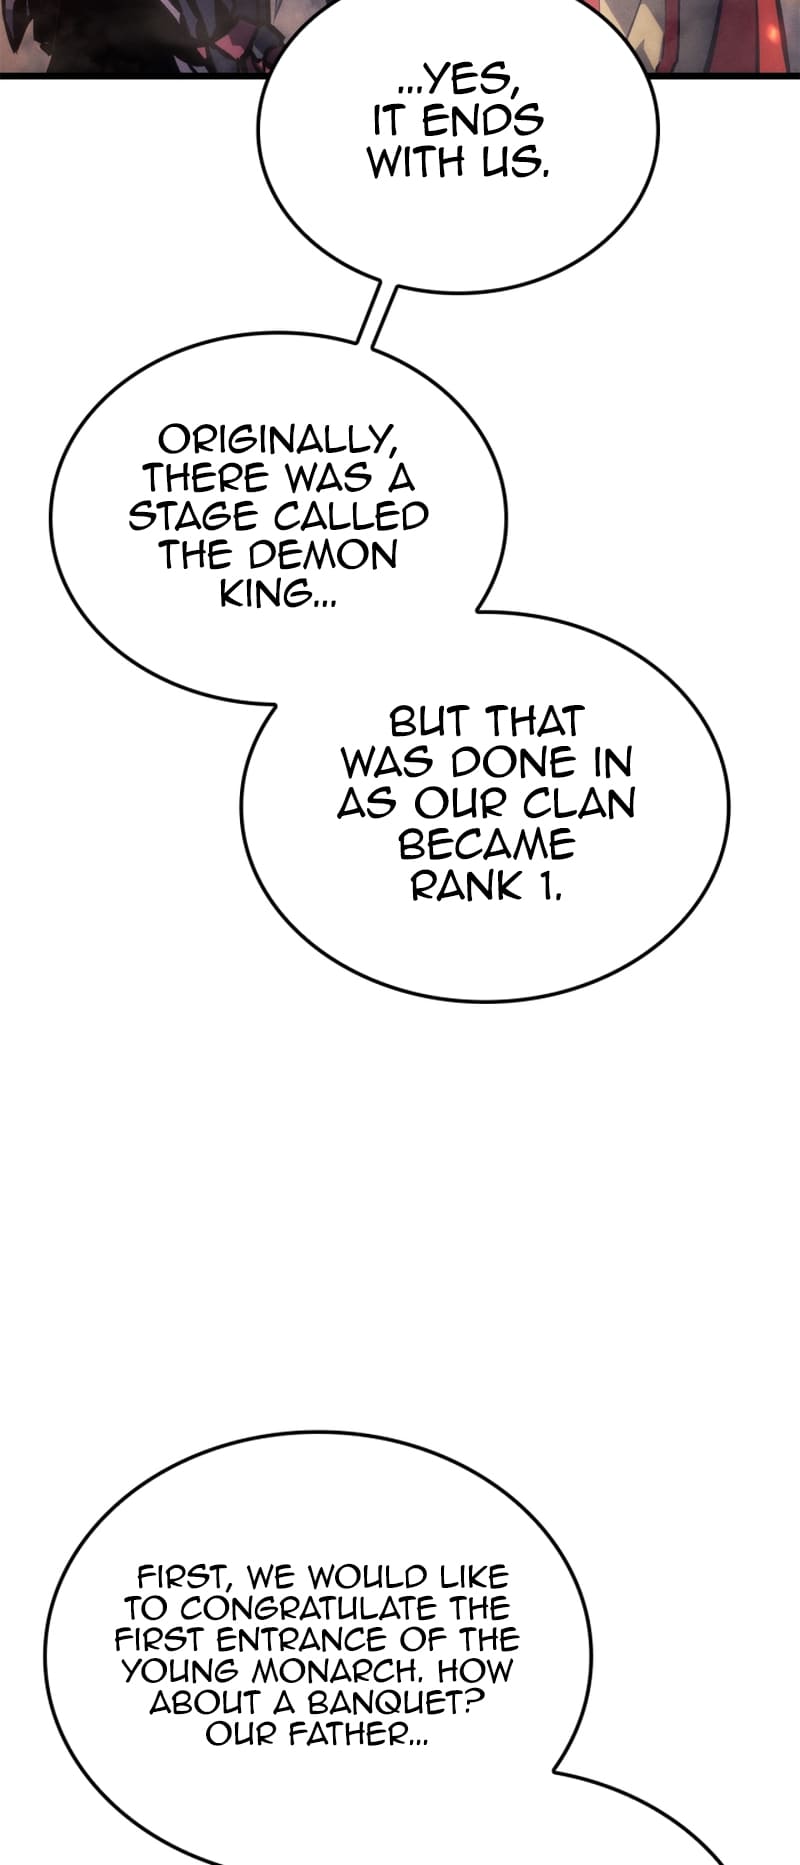 ...YES,
IT ENDS
WITH US.
ORIGINALLY,
THERE WAS A
STAGE CALLED
THE DEMON
KING...
BUT THAT
WAS DONE IN
AS OUR CLAN
BECAME
RANK 1.
FIRST, WE WOULD LIKE
TO CONGRATULATE THE
FIRST ENTRANCE OF THE
YOUNG MONARCH. HOW
ABOUT A BANQUET?
OUR FATHER...